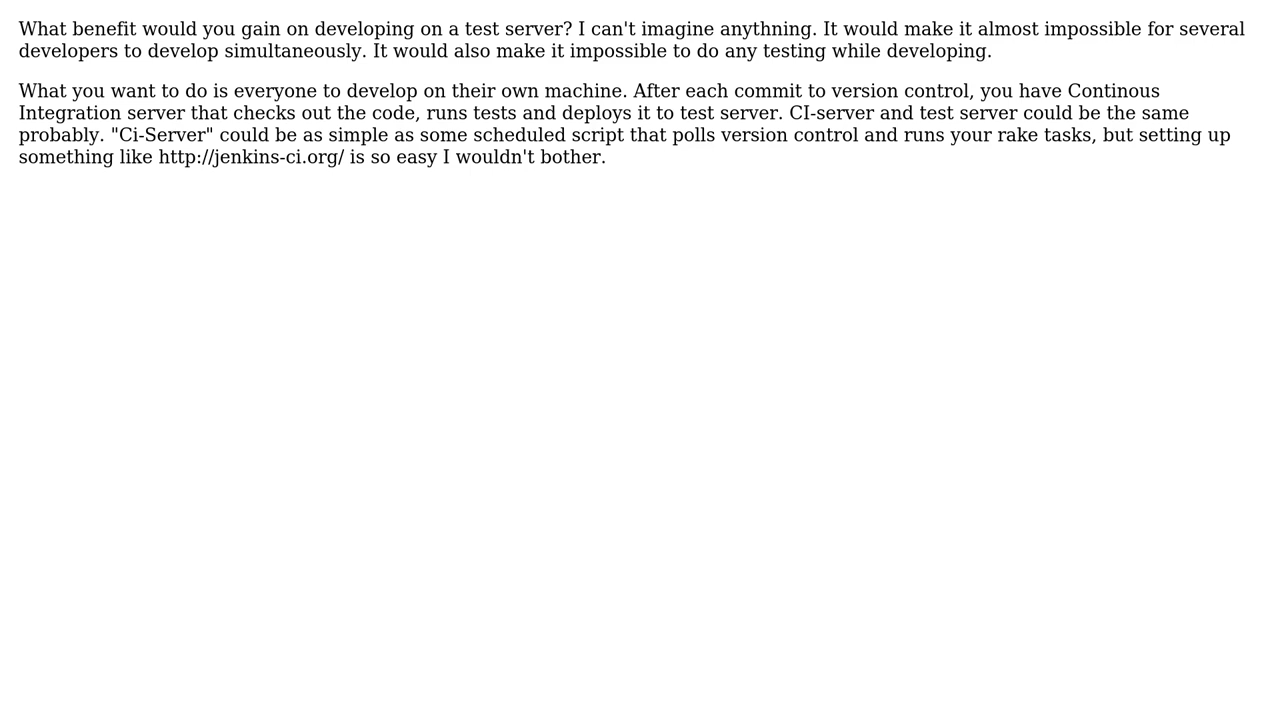 What benefit would you gain on developing on a test server? I can't imagine anythning. It would make it almost impossible for several
developers to develop simultaneously. It would also make it impossible to do any testing while developing.
What you want to do is everyone to develop on their own machine. After each commit to version control, you have Continous
Integration server that checks out the code, runs tests and deploys it to test server. CI-server and test server could be the same
probably. "Ci-Server" could be as simple as some scheduled script that polls version control and runs your rake tasks, but setting up
something like http://jenkins-ci.org/ is so easy I wouldn't bother.